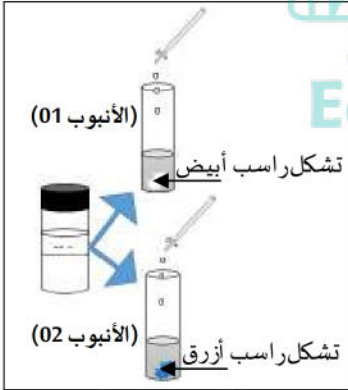 (الأنبوب 01)
تشكل راسب أبيض
(الأنبوب 02)
تشكل راسب أزرق